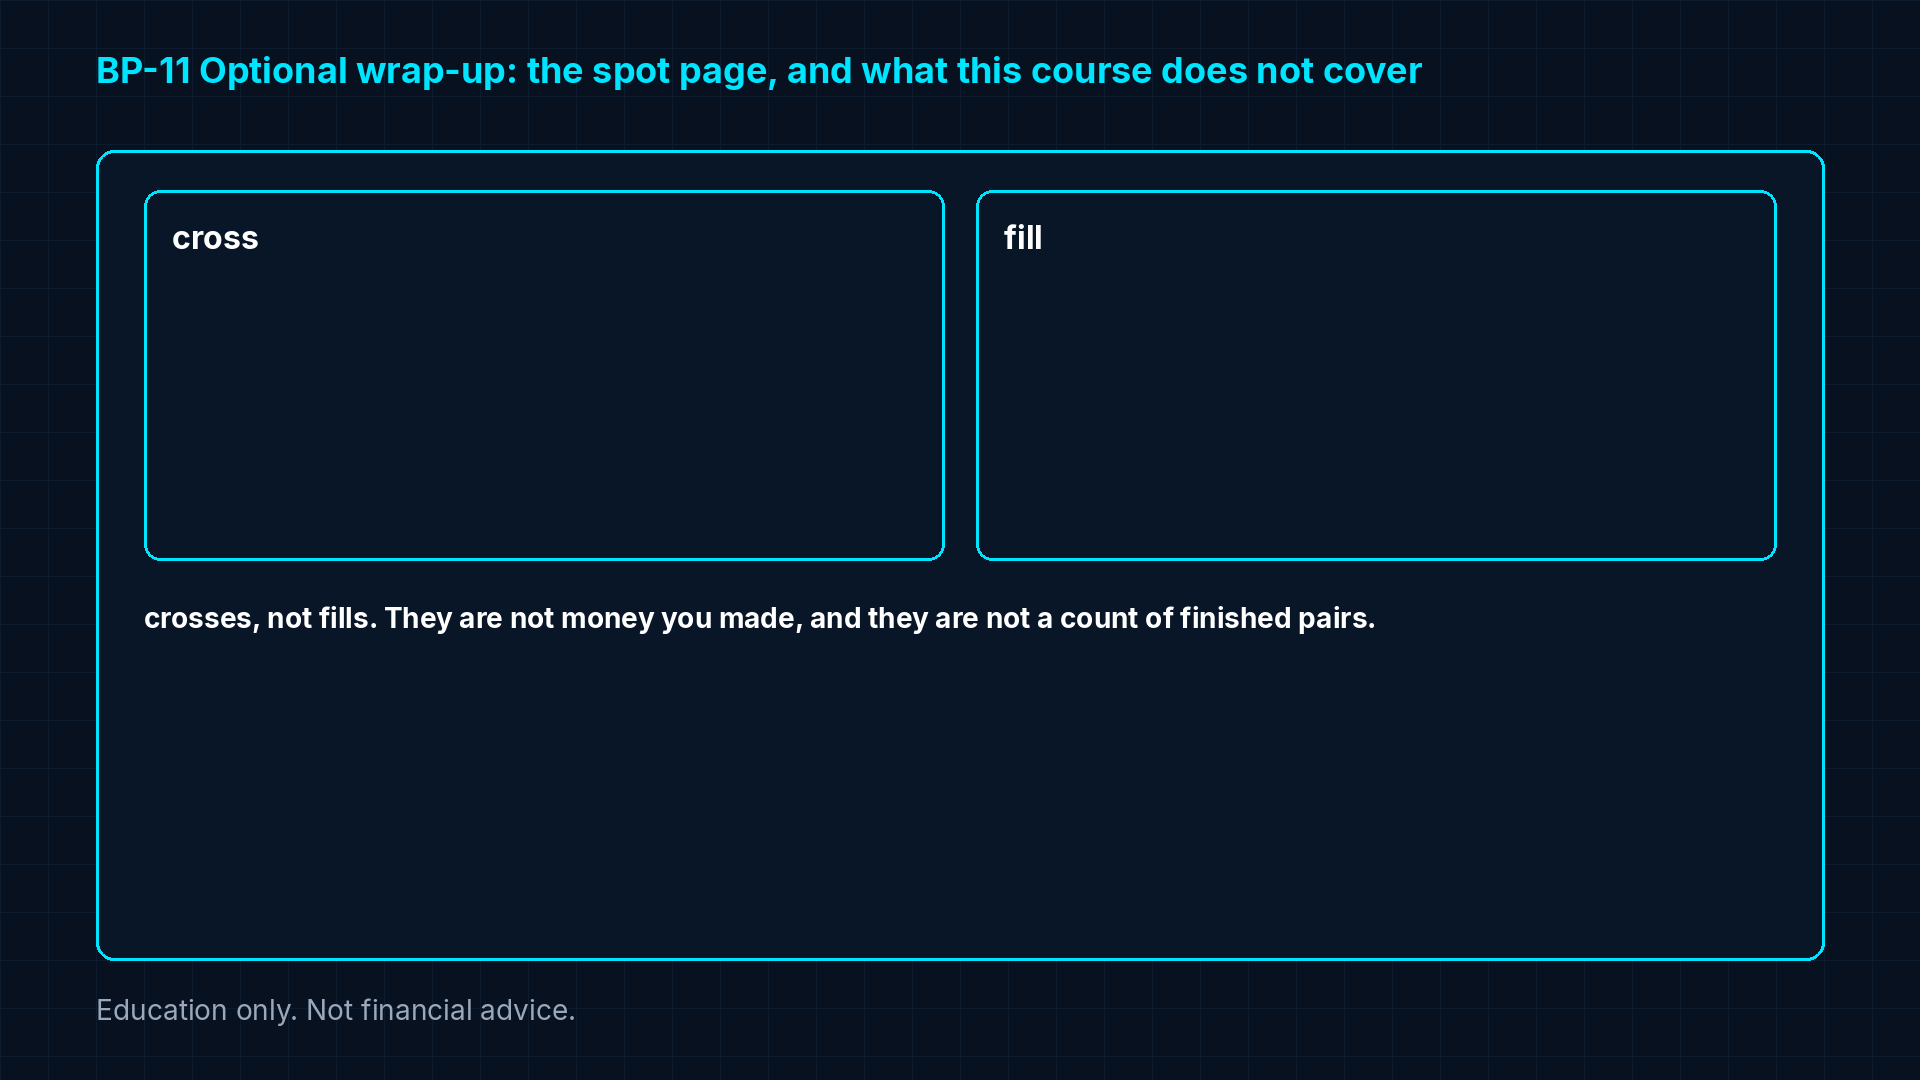 BP-11 Optional wrap-up: the spot page, and what this course does not cover
cross
fill
crosses, not fills. They are not money you made, and they are not a count of finished pairs.
Education only. Not financial advice.